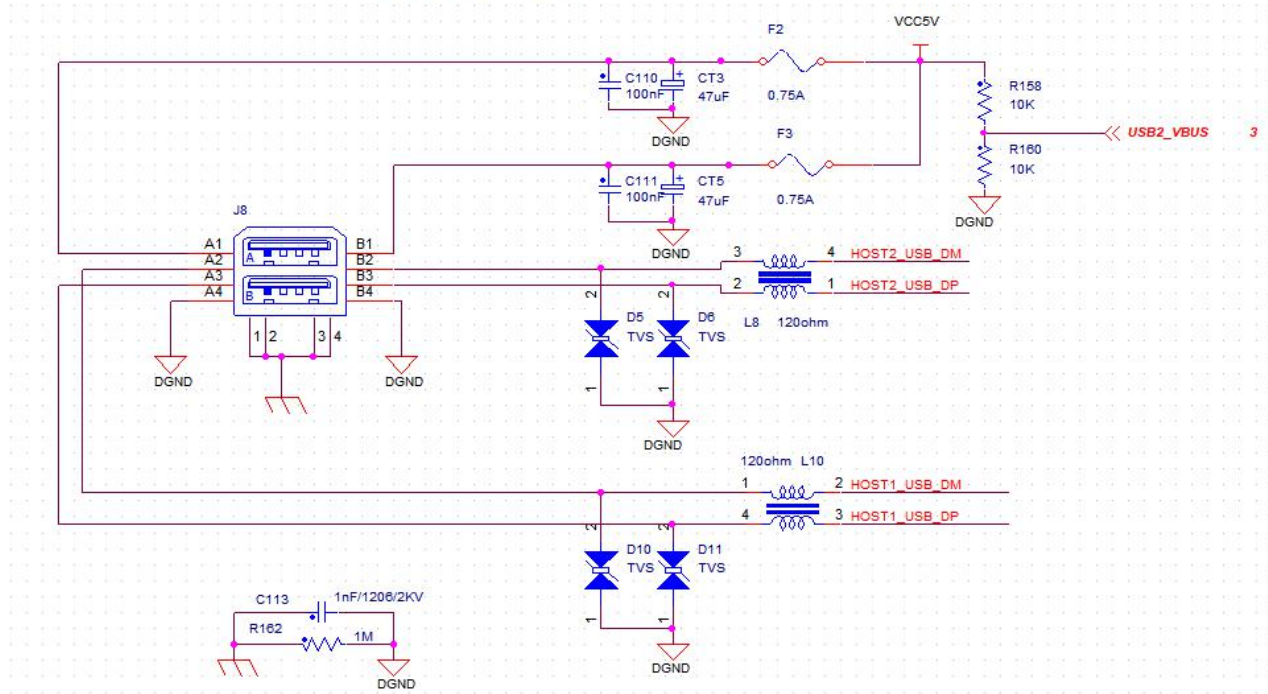 VCC5V
F2
C110
100nF
CT3
47uF
0.75A
R158
10K
DGND
F3
USB2_VBUS 3
R160
10K
C111
100nF
CT5
47uF
0.75A
DGND
DGND
J8
A1
A2
A3
A4
A
B
B1
B2
B3
B4
1 2 3 4
DGND
DGND
3 4 HOST2_USB_DM
2 1 HOST2_USB_DP
L8 120ohm
2 2
D5
TVS
D6
TVS
1 1
DGND
120ohm L10
1 2 HOST1_USB_DM
4 3 HOST1_USB_DP
2 2
D10
TVS
D11
TVS
1 1
DGND
C113 1nF/1206/2KV
R162 1M
DGND